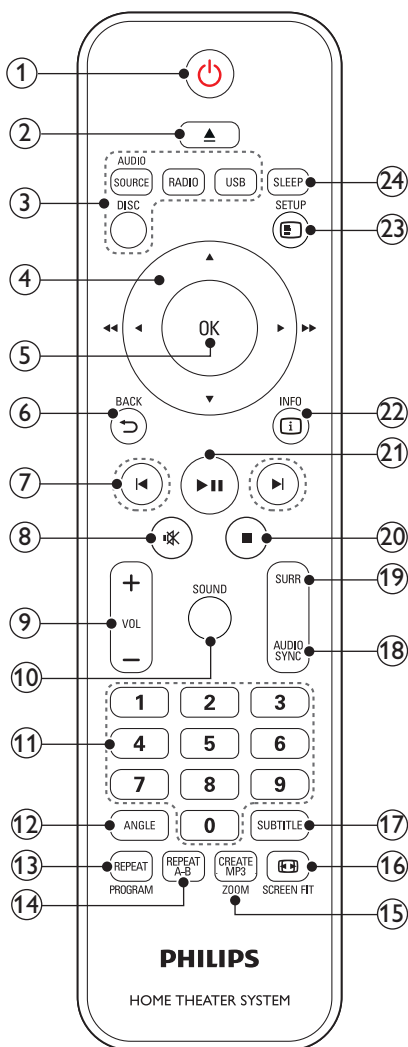 1
2
AUDIO
SOURCE RADIO USB SLEEP 24
3 DISC SETUP
23
4
5 OK
BACK INFO
6 22
21
7
8 20
SURR 19
SOUND
9 VOL
AUDIO
SYNC 18
10
1 2 3
11 4 5 6
7 8 9
12 ANGLE 0 SUBTITLE 17
13 REPEAT REPEAT
A-B CREATE
MP3 16
PROGRAM ZOOM SCREEN FIT
14 15
PHILIPS
HOME THEATER SYSTEM